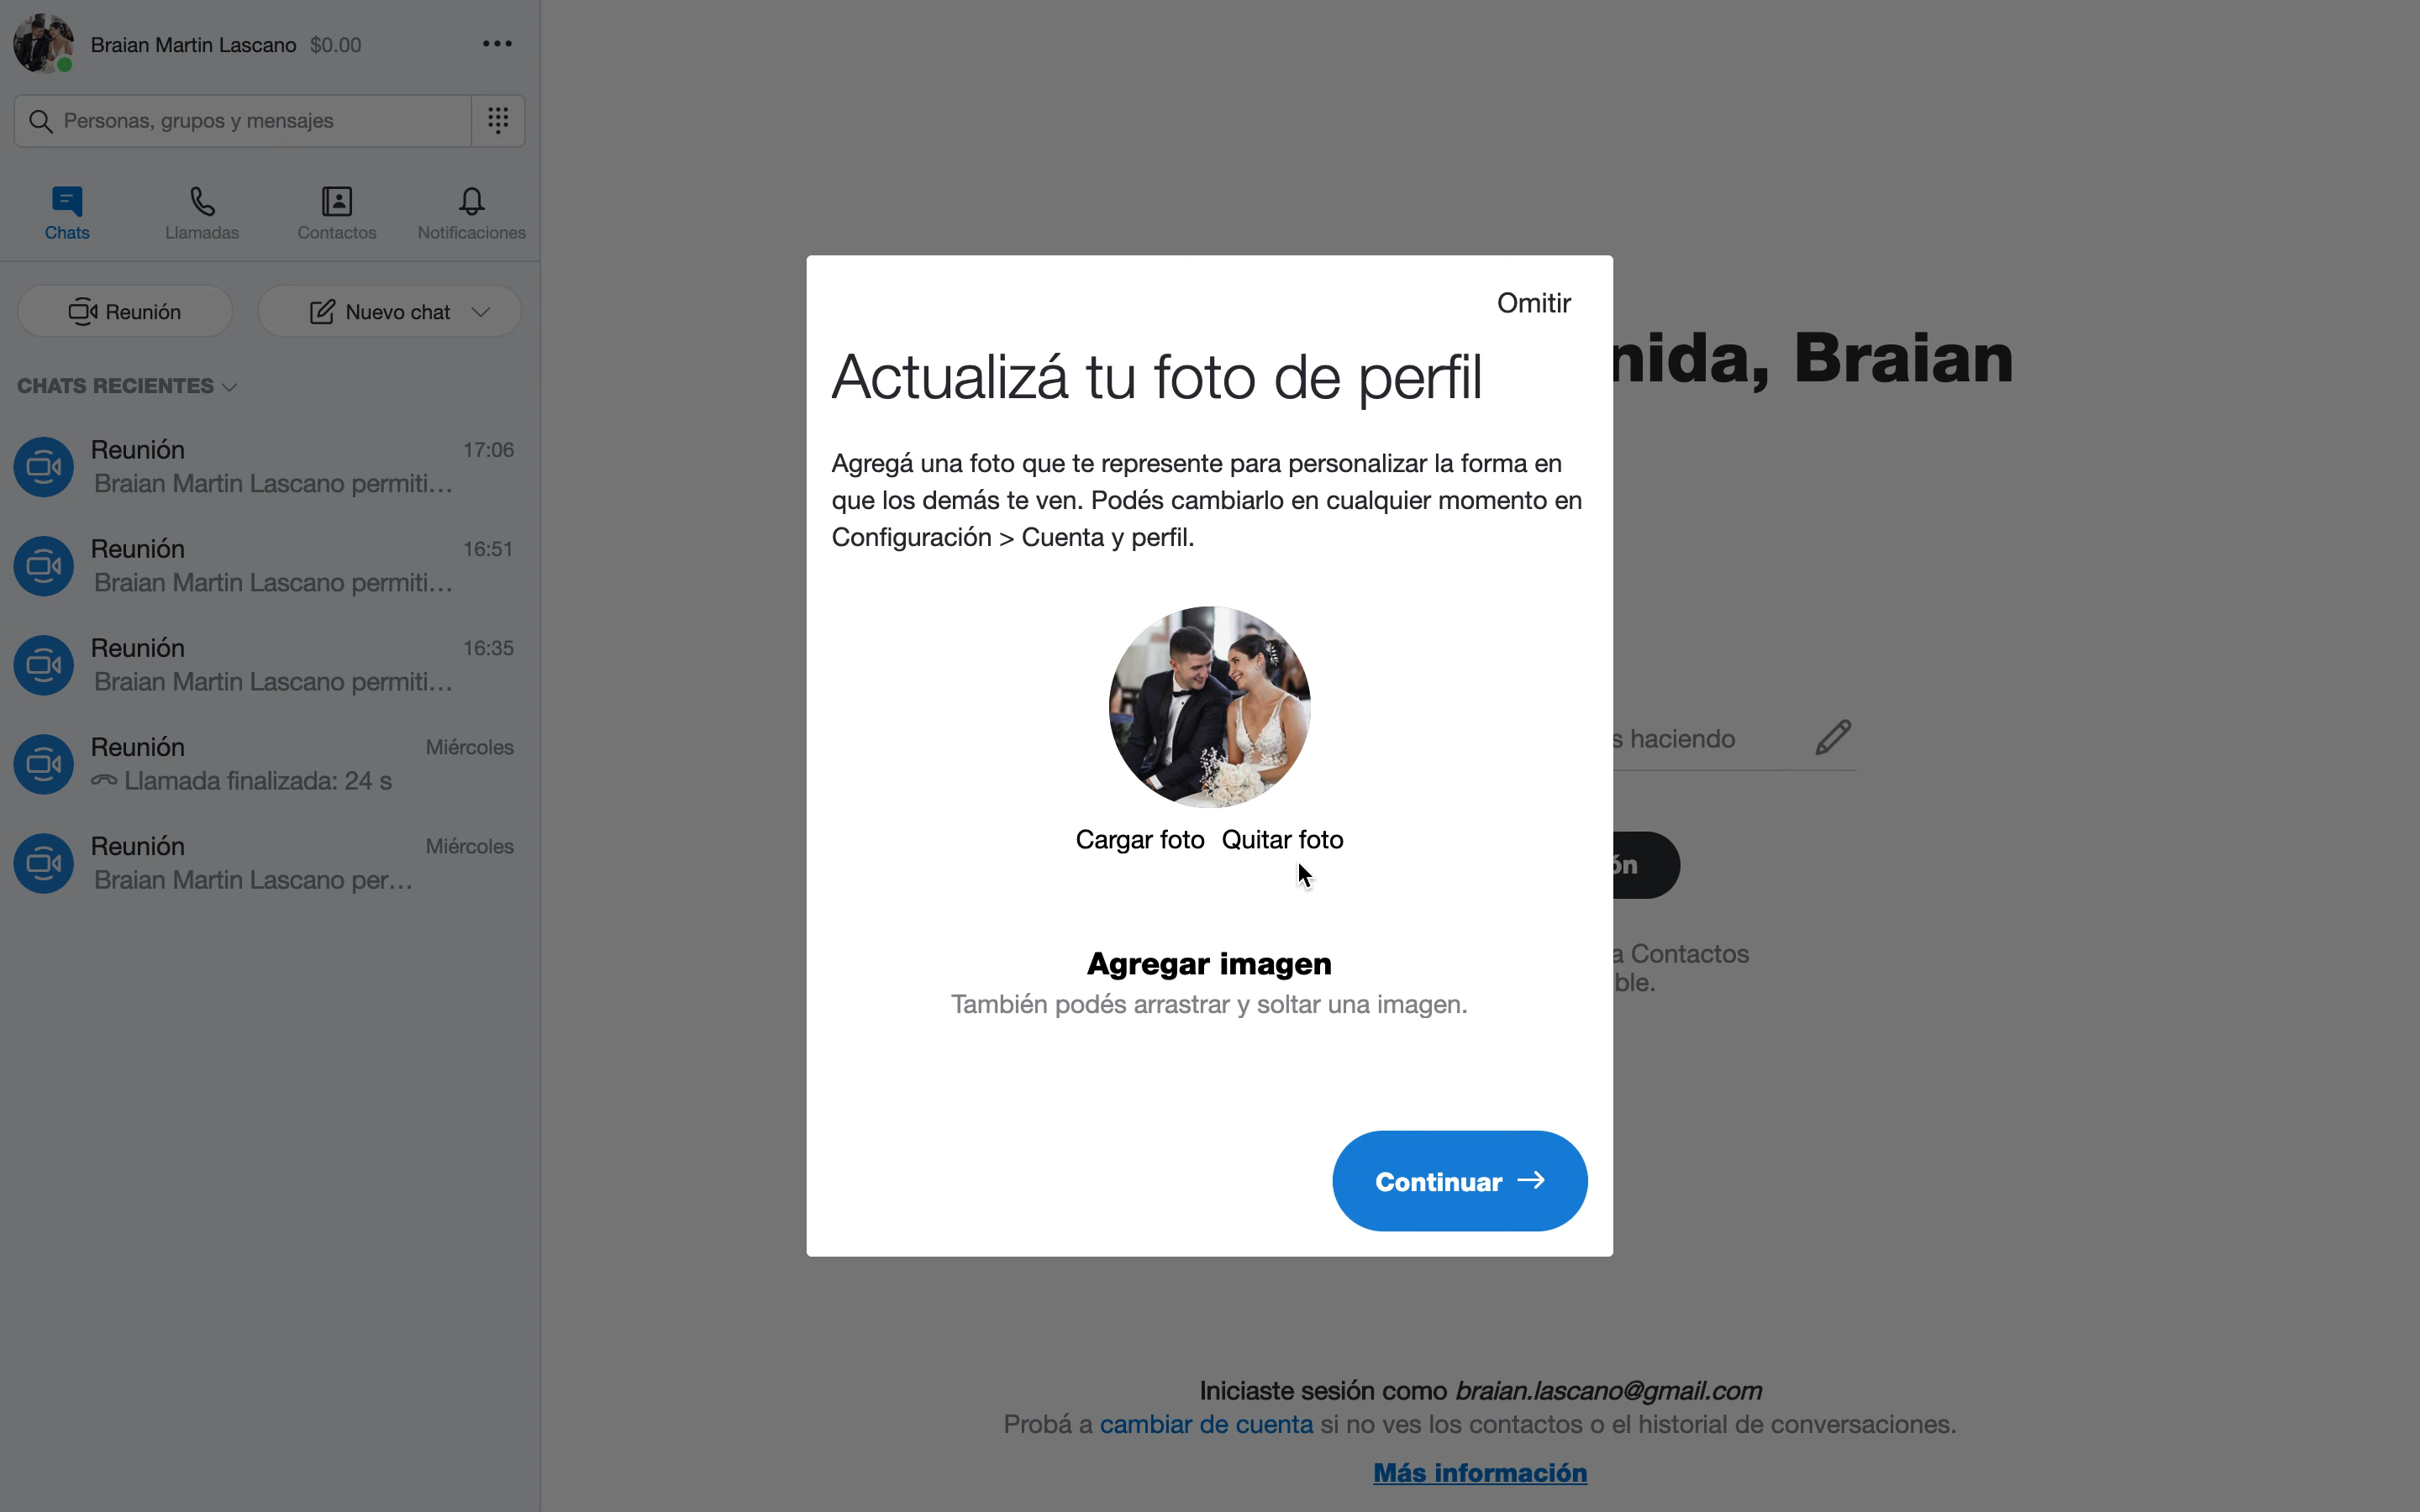 Braian Martin Lascano $0.00
Personas, grupos y mensajes
Chats
Llamadas
Contactos
Notificaciones
Reunión
Nuevo chat
CHATS RECIENTES
Reunión 17:06
Braian Martin Lascano permiti...
Reunión 16:51
Braian Martin Lascano permiti...
Reunión 16:35
Braian Martin Lascano permiti...
Reunión Miércoles
Llamada finalizada: 24 s
Reunión Miércoles
Braian Martin Lascano per...
Omitir
Actualizá tu foto de perfil
Agregá una foto que te represente para personalizar la forma en
que los demás te ven. Podés cambiarlo en cualquier momento en
Configuración > Cuenta y perfil.
Cargar foto Quitar foto
Agregar imagen
También podés arrastrar y soltar una imagen.
Continuar
nida, Braian
s haciendo
ón
a Contactos
ble.
Iniciaste sesión como braian.lascano@gmail.com
Probá a cambiar de cuenta si no ves los contactos o el historial de conversaciones.
Más información